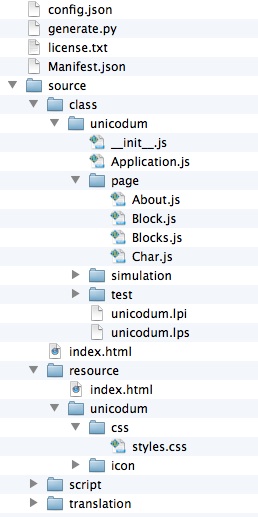 config.json
generate.py
license.txt
Manifest.json
source
class
unicodum
__init__.js
Application.js
page
About.js
Block.js
Blocks.js
Char.js
simulation
test
unicodum.lpi
unicodum.lps
index.html
resource
index.html
unicodum
css
styles.css
icon
script
translation